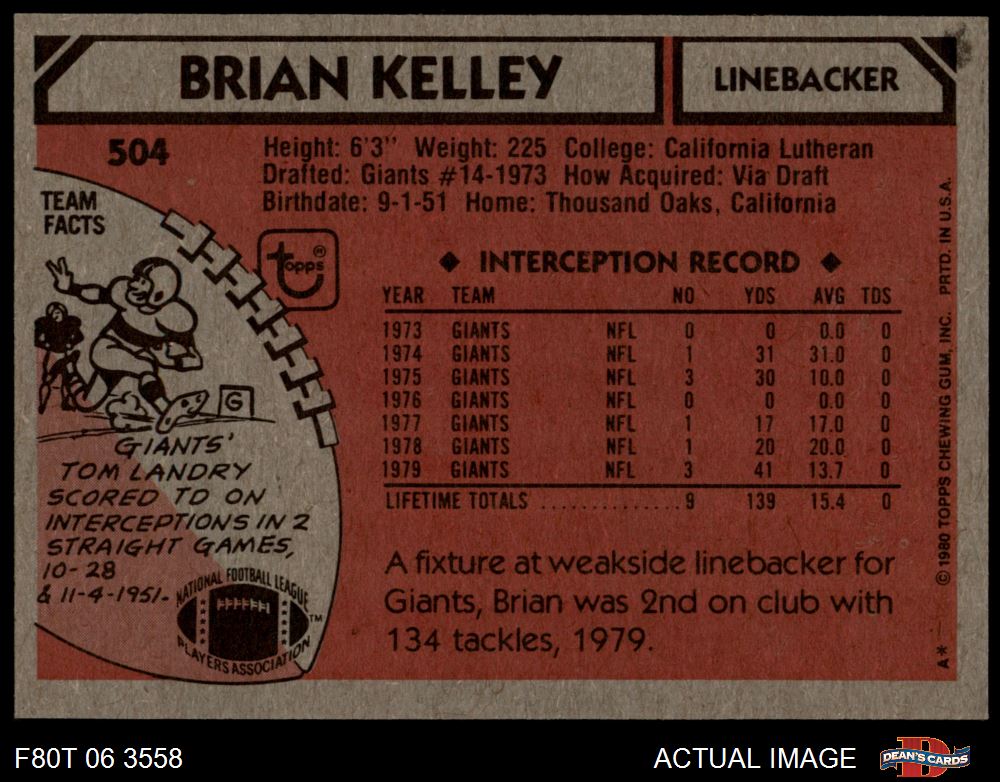 BRIAN KELLEY
LINEBACKER
504
Height: 6'3" Weight: 225 College: California Lutheran
Drafted: Giants #14-1973 How Acquired: Via Draft
Birthdate: 9-1-51 Home: Thousand Oaks, California
TEAM
FACTS
topps®
G
GIANTS'
TOM LANDRY
SCORED TD ON
INTERCEPTIONS IN 2
STRAIGHT GAMES,
10-28
& 11-4-1951.
NATIONAL FOOTBALL LEAGUE
PLAYERS ASSOCIATION
TM
◆ INTERCEPTION RECORD ◆
YEAR TEAM NO YDS AVG TDS
1973 GIANTS NFL 0 0 0.0 0
1974 GIANTS NFL 1 31 31.0 0
1975 GIANTS NFL 3 30 10.0 0
1976 GIANTS NFL 0 0 0.0 0
1977 GIANTS NFL 1 17 17.0 0
1978 GIANTS NFL 1 20 20.0 0
1979 GIANTS NFL 3 41 13.7 0
LIFETIME TOTALS .............. 9 139 15.4 0
A fixture at weakside linebacker for
Giants, Brian was 2nd on club with
134 tackles, 1979.
A* © 1980 TOPPS CHEWING GUM, INC. PRTD. IN U.S.A.
F80T 06 3558
ACTUAL IMAGE
DEAN'S CARDS